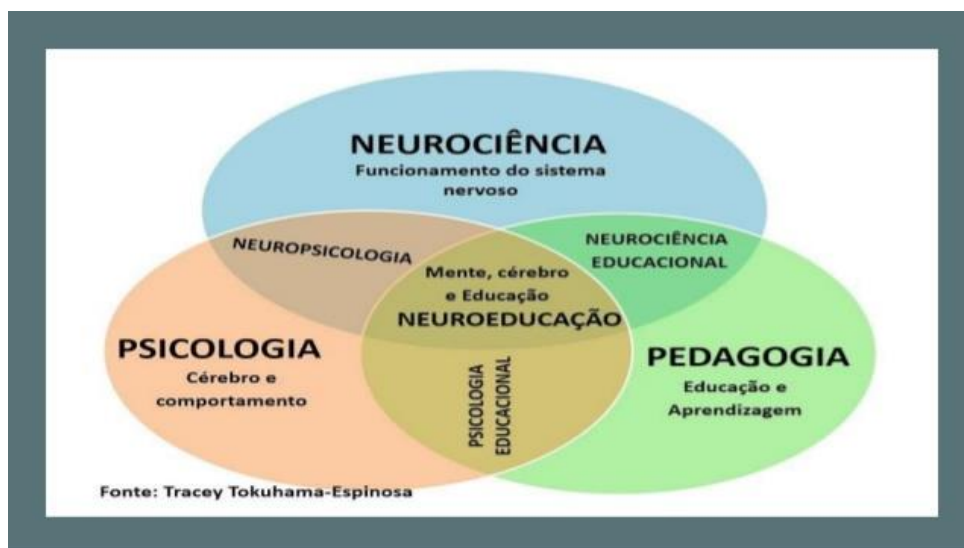 NEUROCIÊNCIA
Funcionamento do sistema
nervoso
NEUROPSICOLOGIA
NEUROCIÊNCIA
EDUCACIONAL
Mente, cérebro
e Educação
NEUROEDUCAÇÃO
PSICOLOGIA
Cérebro e
comportamento
PSICOLOGIA
EDUCACIONAL
PEDAGOGIA
Educação e
Aprendizagem
Fonte: Tracey Tokuhama-Espinosa